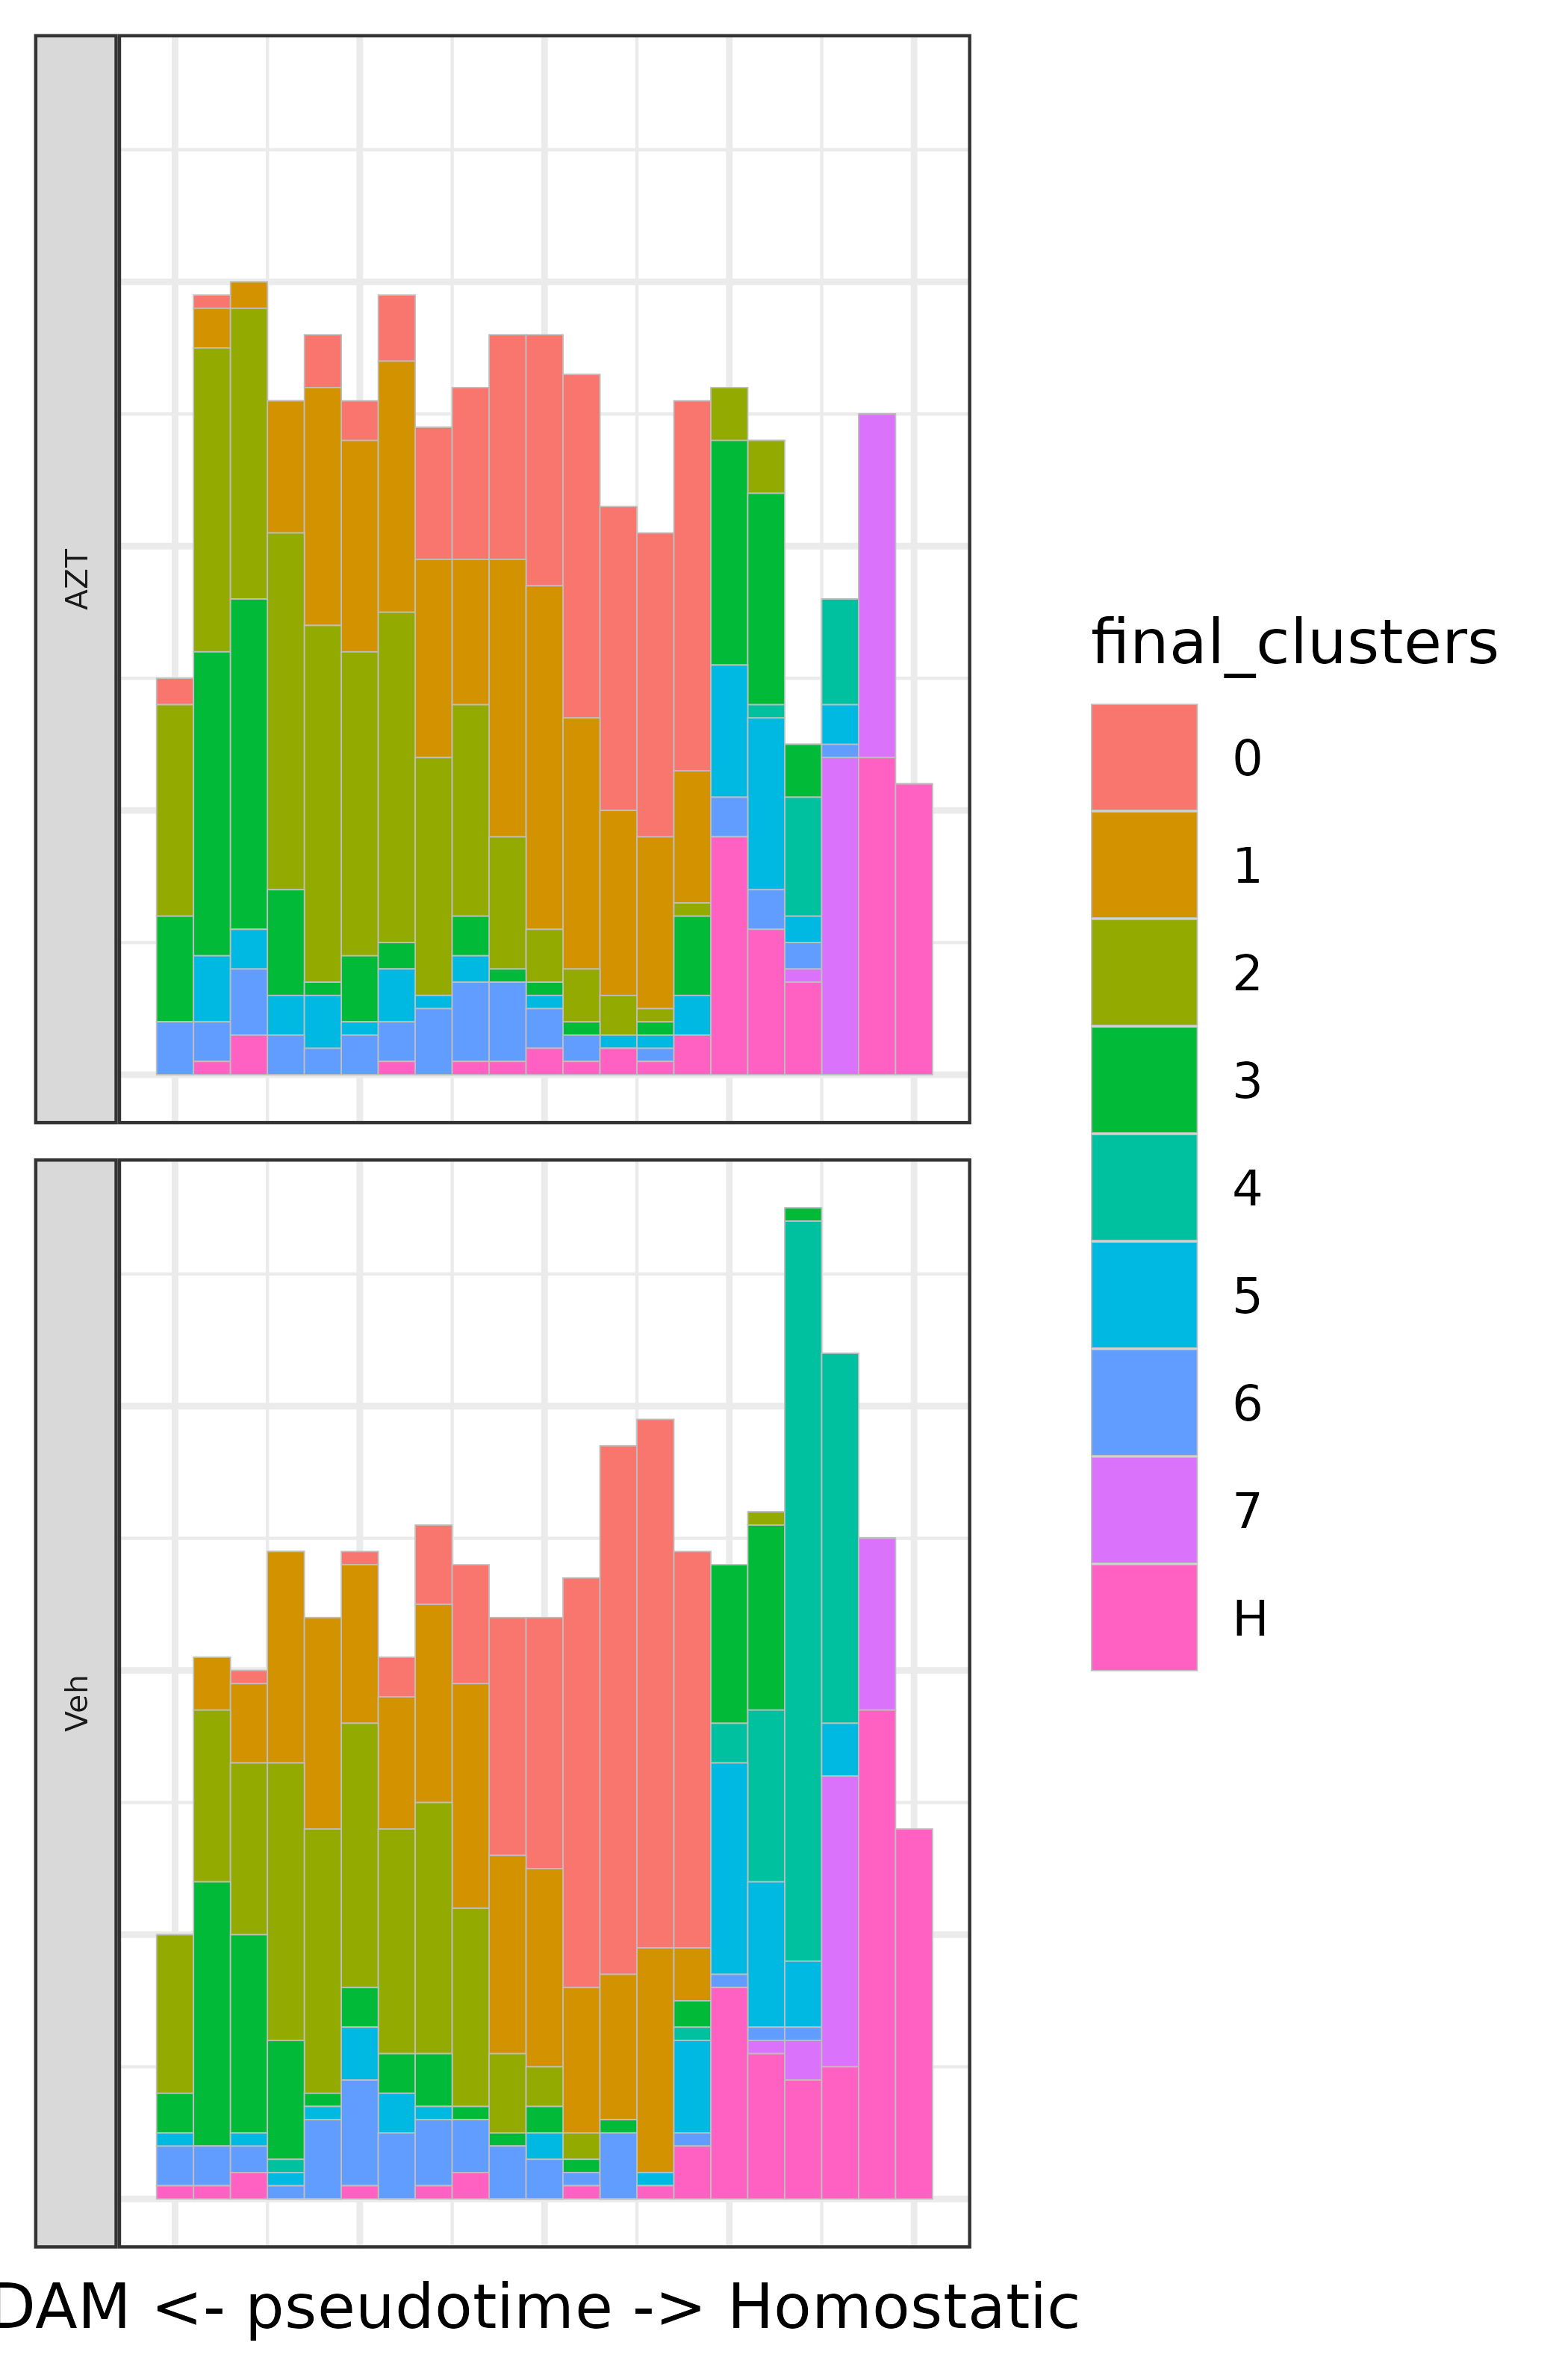 AZT
Veh
DAM <- pseudotime -> Homostatic
final_clusters
0
1
2
3
4
5
6
7
H